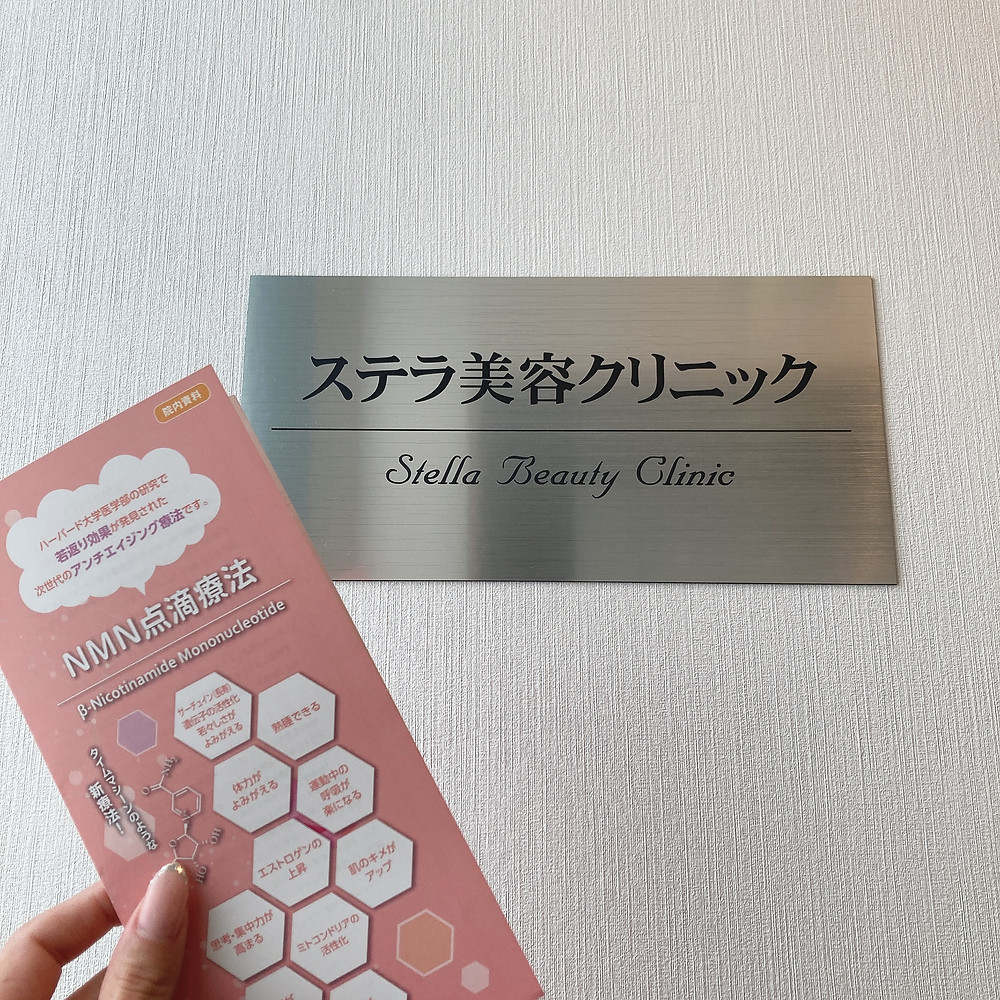 ステラ美容クリニック
Stella Beauty Clinic
院内資料
ハーバード大学医学部の研究で
若返り効果が発見された
次世代のアンチエイジング療法です。
NMN点滴療法
β-Nicotinamide Mononucleotide
サーチュイン(長寿)
遺伝子の活性化
若々しさが
よみがえる
熟睡できる
体力が
よみがえる
運動中の
呼吸が
楽になる
エストロゲンの
上昇
肌のキメが
アップ
思考・集中力が
高まる
ミトコンドリアの
活性化
タイムマシーンのような
新療法!
OH
HO